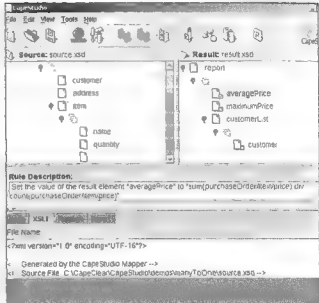 CapeStudio
File Edit View Tools Help
CapeS
Source: source.xsd
Result: result.xsd
customer
address
item
name
quantity
report
averagePrice
maximumPrice
customerList
customer
Rule Description:
Set the value of the result element "averagePrice" to "sum(purchaseOrder/item/price) div
count(purchaseOrder/item/price)"
XSLT
File Name
<?xml version="1.0" encoding="UTF-16"?>
Generated by the CapeStudio Mapper -->
Source File C:\CapeClear\CapeStudio\demos\manyToOne\source.xsd -->